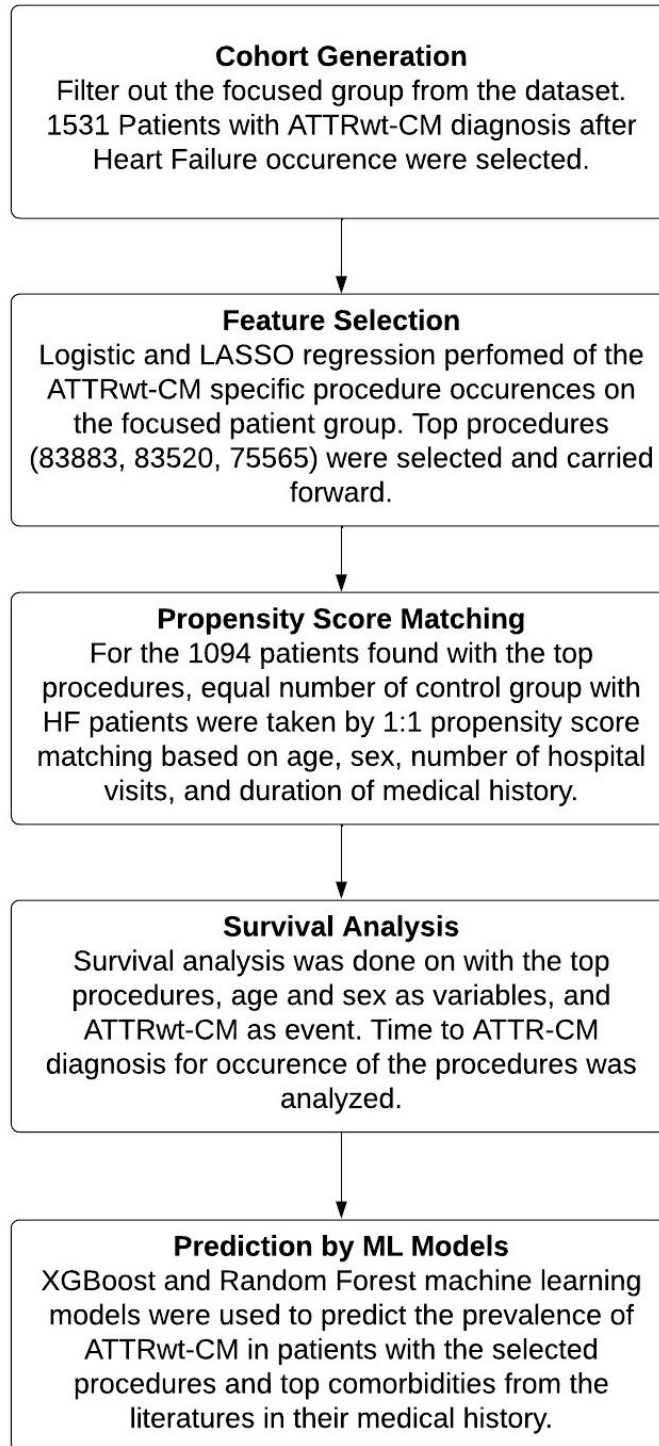 Cohort Generation
Filter out the focused group from the dataset.
1531 Patients with ATTRwt-CM diagnosis after
Heart Failure occurence were selected.
Feature Selection
Logistic and LASSO regression perfomed of the
ATTRwt-CM specific procedure occurences on
the focused patient group. Top procedures
(83883, 83520, 75565) were selected and carried
forward.
Propensity Score Matching
For the 1094 patients found with the top
procedures, equal number of control group with
HF patients were taken by 1:1 propensity score
matching based on age, sex, number of hospital
visits, and duration of medical history.
Survival Analysis
Survival analysis was done on with the top
procedures, age and sex as variables, and
ATTRwt-CM as event. Time to ATTR-CM
diagnosis for occurence of the procedures was
analyzed.
Prediction by ML Models
XGBoost and Random Forest machine learning
models were used to predict the prevalence of
ATTRwt-CM in patients with the selected
procedures and top comorbidities from the
literatures in their medical history.